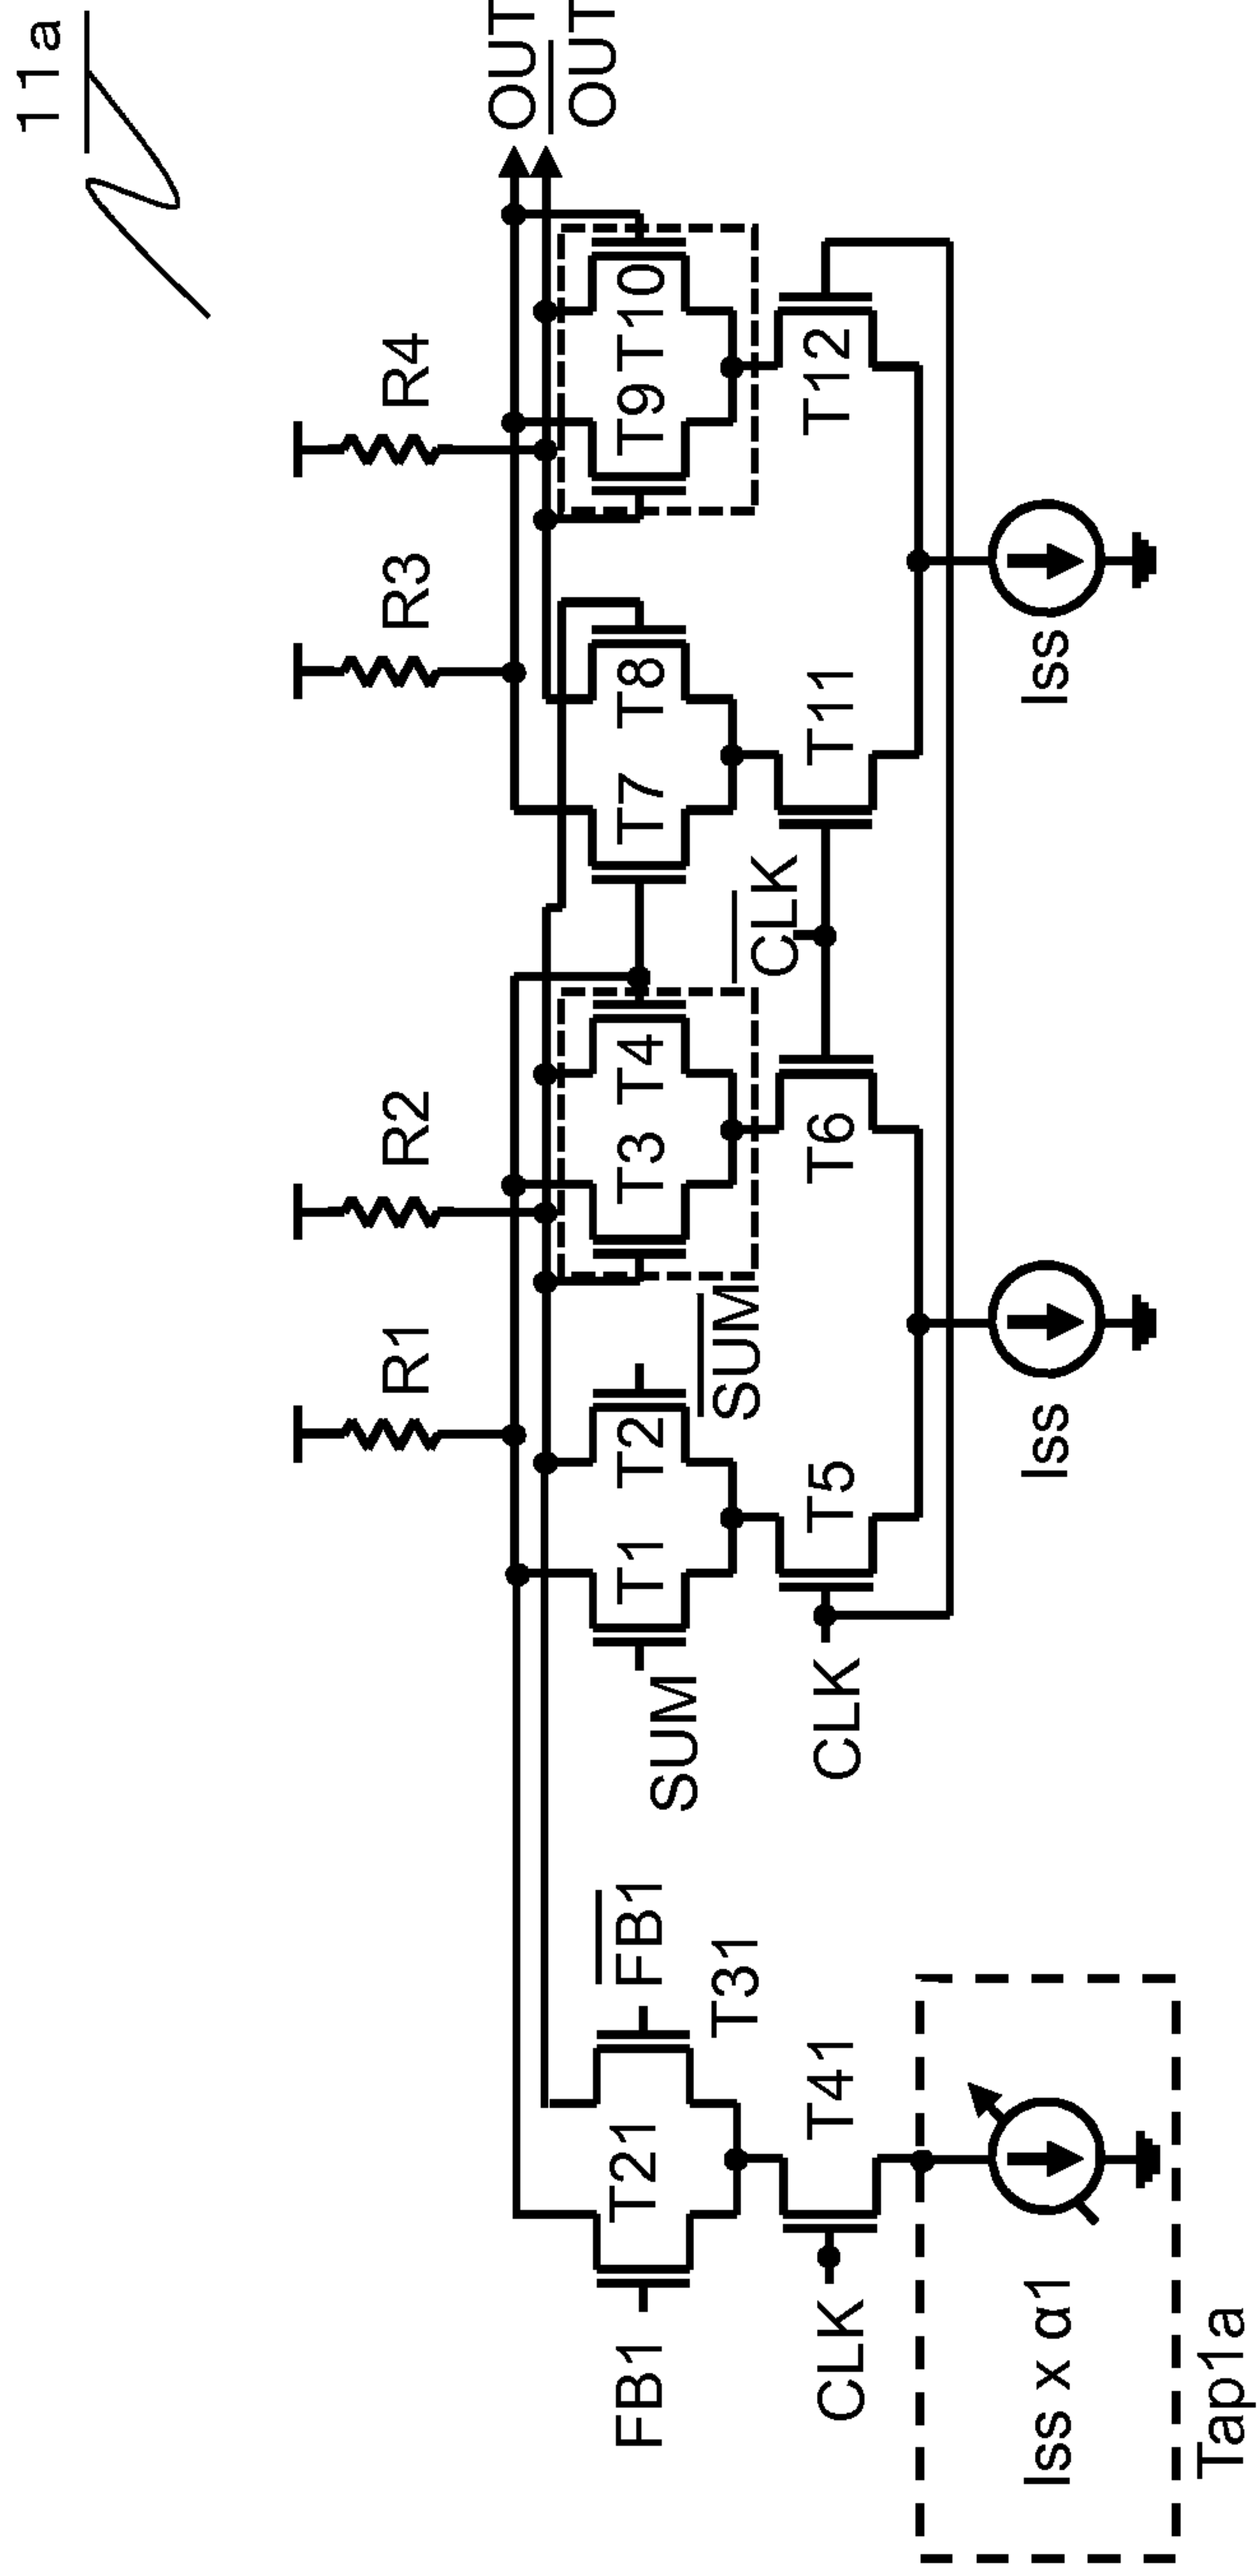 11a
R1
R2
R3
R4
OUT
OUT
FB1
T21
FB1
T31
SUM
T1
T2
SUM
T3
T4
T7
T8
T9
T10
CLK
T41
CLK
T5
T6
CLK
T11
T12
Iss x α1
Iss
Iss
Tap1a